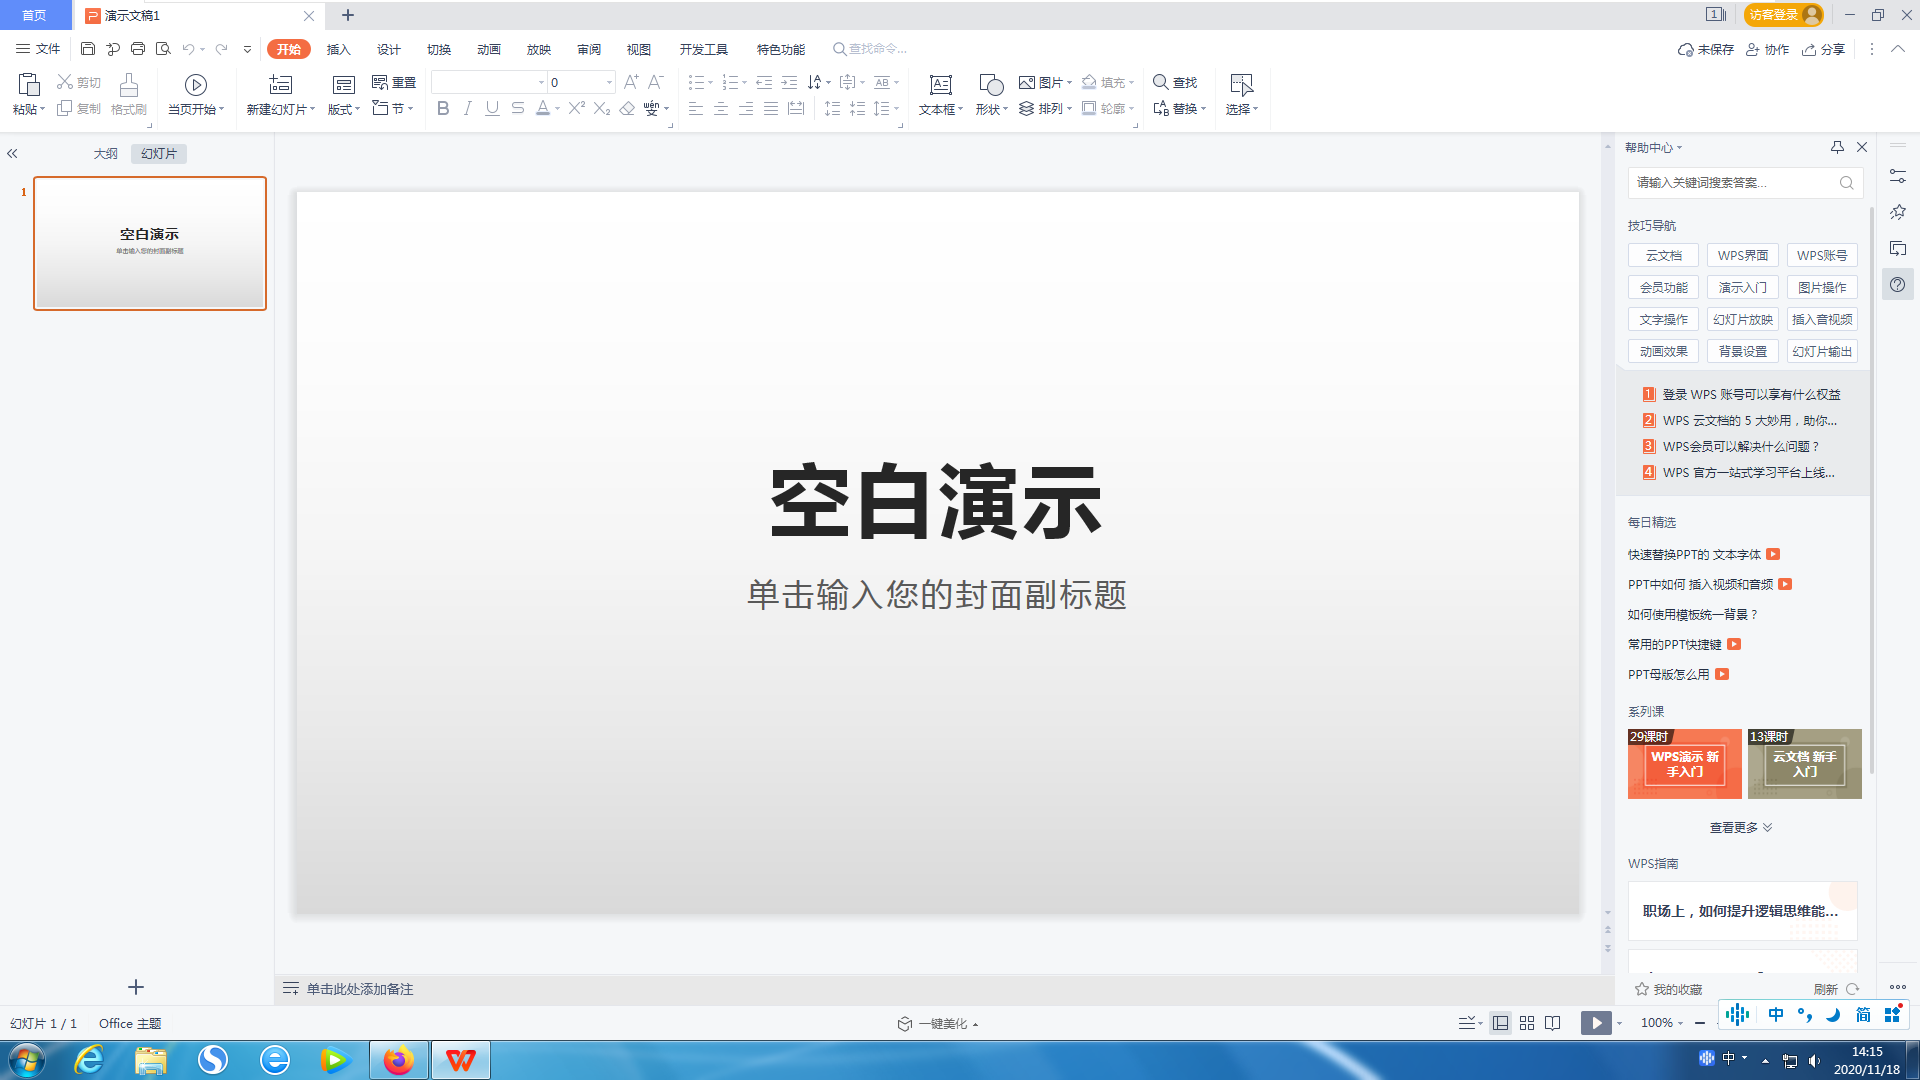 首页
演示文稿1
1
访客登录
文件
开始
插入
设计
切换
动画
放映
审阅
视图
开发工具
特色功能
查找命令...
未保存
协作
分享
粘贴
剪切
复制
格式刷
当页开始
新建幻灯片
版式
重置
节
0
文本框
形状
图片
排列
填充
轮廓
查找
替换
选择
大纲
幻灯片
1
空白演示
单击输入您的封面副标题
空白演示
单击输入您的封面副标题
帮助中心
请输入关键词搜索答案...
技巧导航
云文档
WPS界面
WPS账号
会员功能
演示入门
图片操作
文字操作
幻灯片放映
插入音视频
动画效果
背景设置
幻灯片输出
1 登录 WPS 账号可以享有什么权益
2 WPS 云文档的 5 大妙用，助你...
3 WPS会员可以解决什么问题？
4 WPS 官方一站式学习平台上线...
每日精选
快速替换PPT的 文本字体
PPT中如何 插入视频和音频
如何使用模板统一背景？
常用的PPT快捷键
PPT母版怎么用
系列课
29课时
WPS演示 新
手入门
13课时
云文档 新手
入门
查看更多
WPS指南
职场上，如何提升逻辑思维能...
我的收藏
刷新
单击此处添加备注
幻灯片 1 / 1
Office 主题
一键美化
100%
中
简
中
14:15
2020/11/18